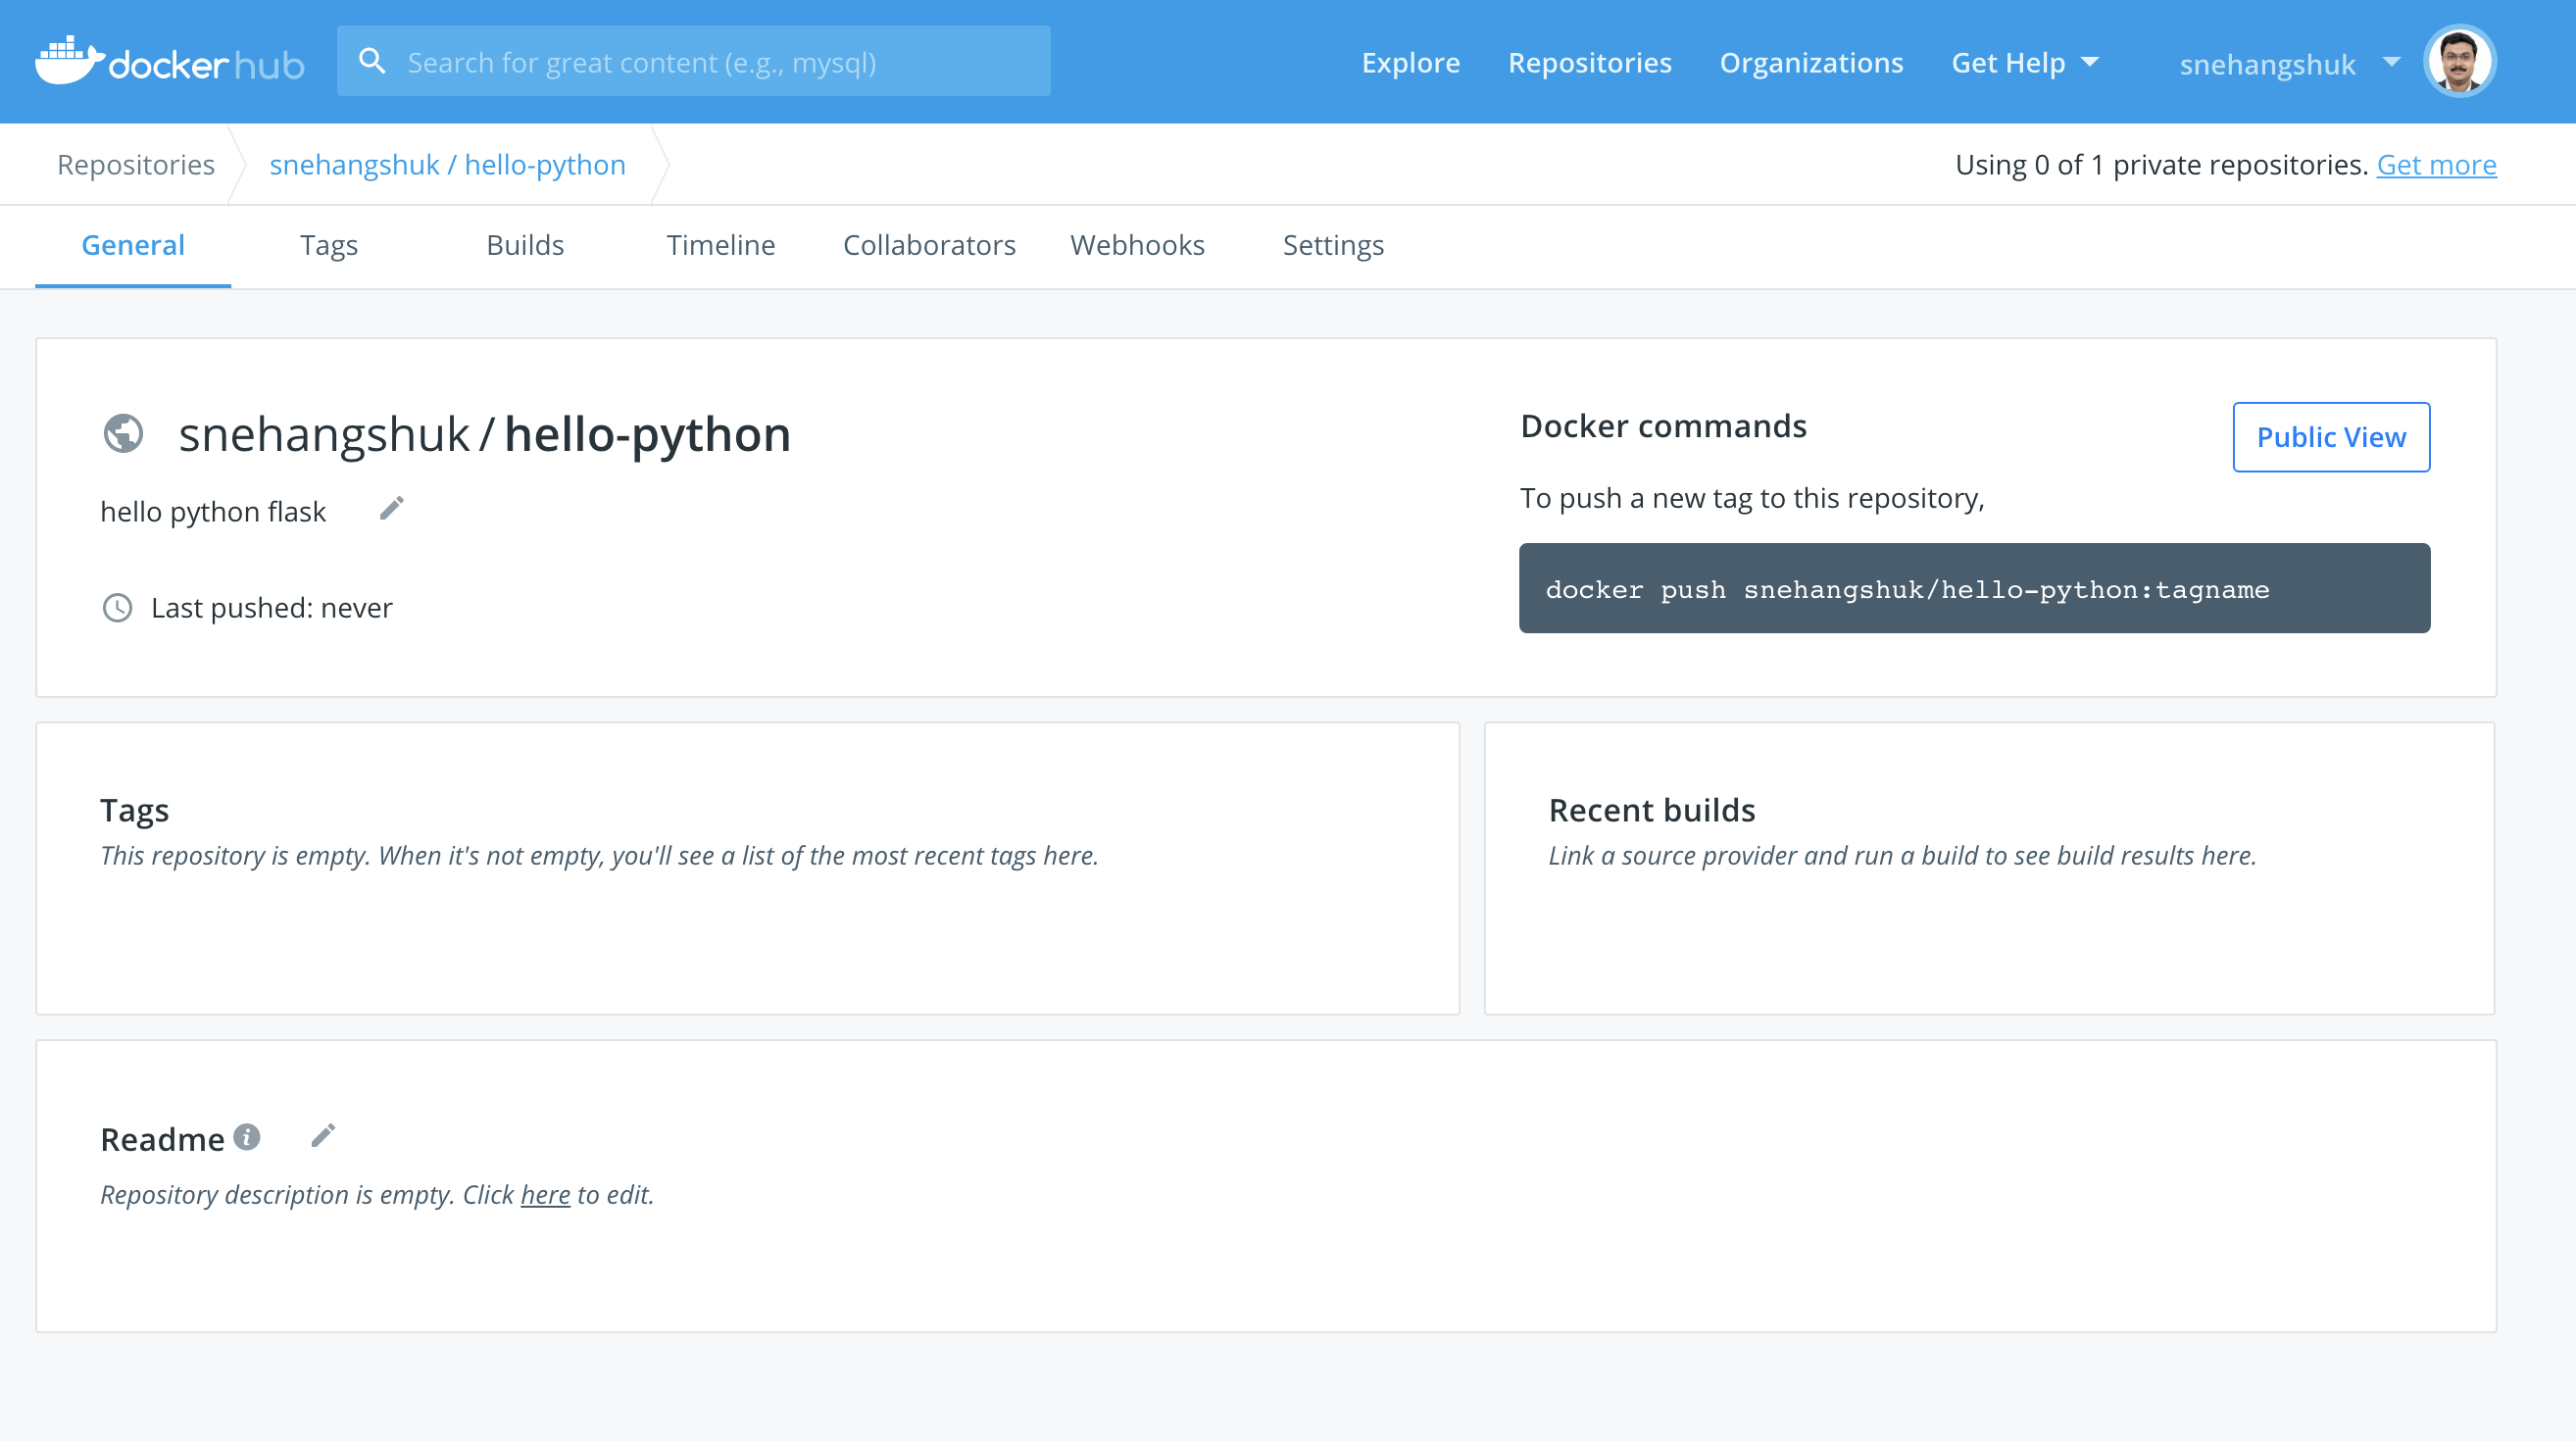 dockerhub
Search for great content (e.g., mysql)
Explore
Repositories
Organizations
Get Help
snehangshuk
Repositories
snehangshuk / hello-python
Using 0 of 1 private repositories. Get more
General
Tags
Builds
Timeline
Collaborators
Webhooks
Settings
snehangshuk / hello-python
hello python flask
Last pushed: never
Docker commands
Public View
To push a new tag to this repository,
docker push snehangshuk/hello-python:tagname
Tags
This repository is empty. When it's not empty, you'll see a list of the most recent tags here.
Recent builds
Link a source provider and run a build to see build results here.
Readme
Repository description is empty. Click here to edit.